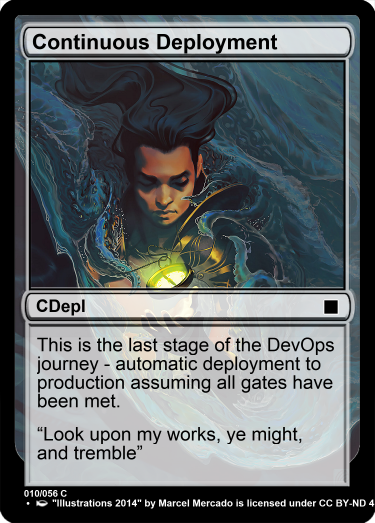 Continuous Deployment
CDepl
This is the last stage of the DevOps
journey - automatic deployment to
production assuming all gates have
been met.
“Look upon my works, ye might,
and tremble”
010/056 C
• "Illustrations 2014" by Marcel Mercado is licensed under CC BY-ND 4